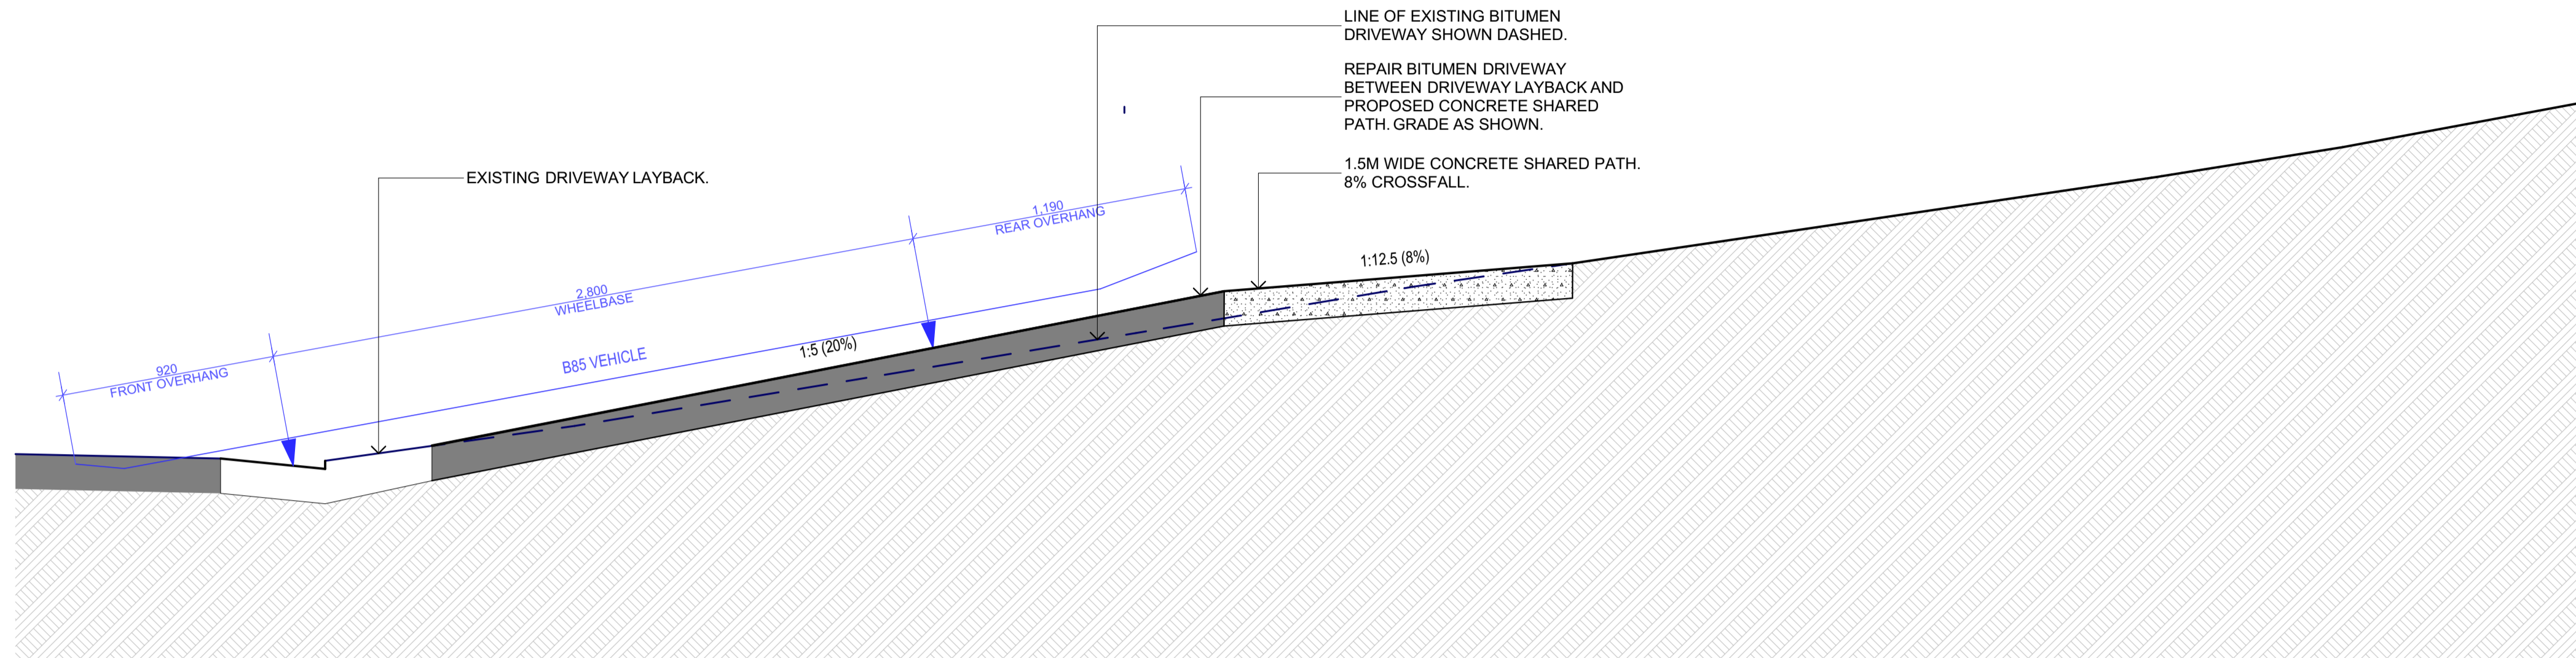 LINE OF EXISTING BITUMEN
DRIVEWAY SHOWN DASHED.
REPAIR BITUMEN DRIVEWAY
BETWEEN DRIVEWAY LAYBACK AND
PROPOSED CONCRETE SHARED
PATH. GRADE AS SHOWN.
1.5M WIDE CONCRETE SHARED PATH.
8% CROSSFALL.
EXISTING DRIVEWAY LAYBACK.
1,190
REAR OVERHANG
1:12.5 (8%)
2,800
WHEELBASE
1:5 (20%)
B85 VEHICLE
920
FRONT OVERHANG